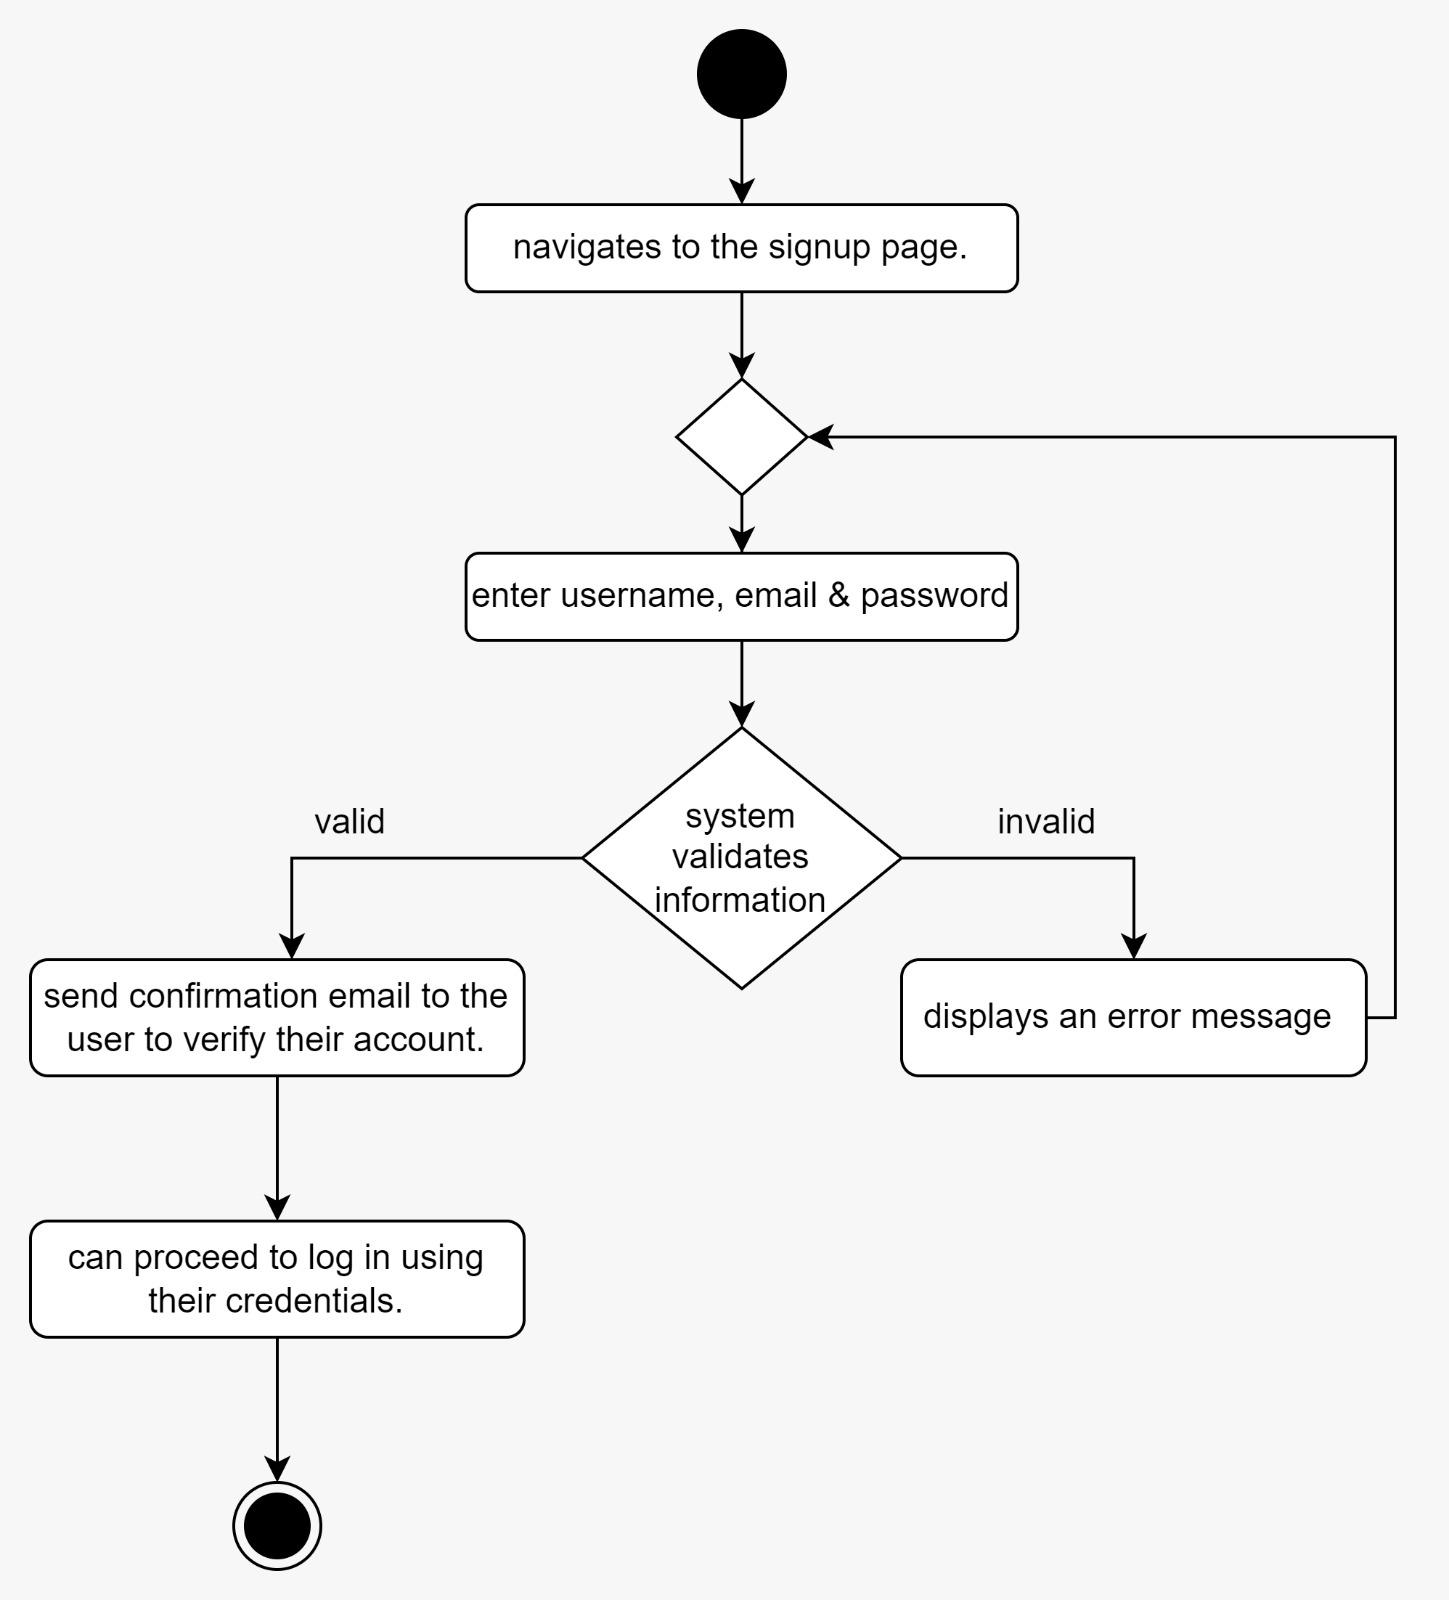 navigates to the signup page.
enter username, email & password
system
validates
information
valid
invalid
send confirmation email to the
user to verify their account.
displays an error message
can proceed to log in using
their credentials.